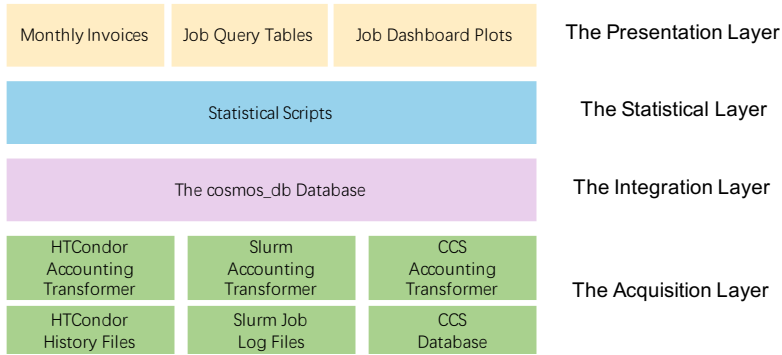 Monthly Invoices
Job Query Tables
Job Dashboard Plots
The Presentation Layer
Statistical Scripts
The Statistical Layer
The cosmos_db Database
The Integration Layer
HTCondor
Accounting
Transformer
Slurm
Accounting
Transformer
CCS
Accounting
Transformer
The Acquisition Layer
HTCondor
History Files
Slurm Job
Log Files
CCS
Database